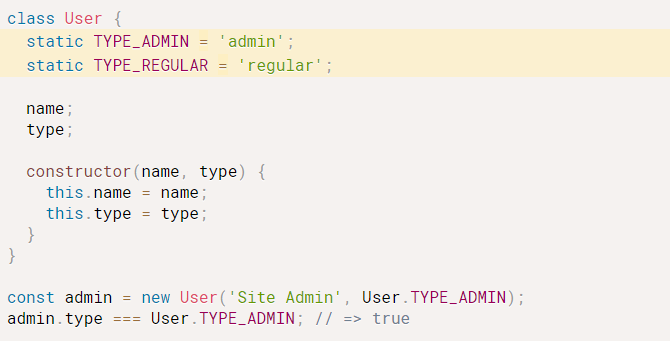 class User {
static TYPE_ADMIN = 'admin';
static TYPE_REGULAR = 'regular';
name;
type;
constructor(name, type) {
this.name = name;
this.type = type;
}
}
const admin = new User('Site Admin', User.TYPE_ADMIN);
admin.type === User.TYPE_ADMIN; // => true